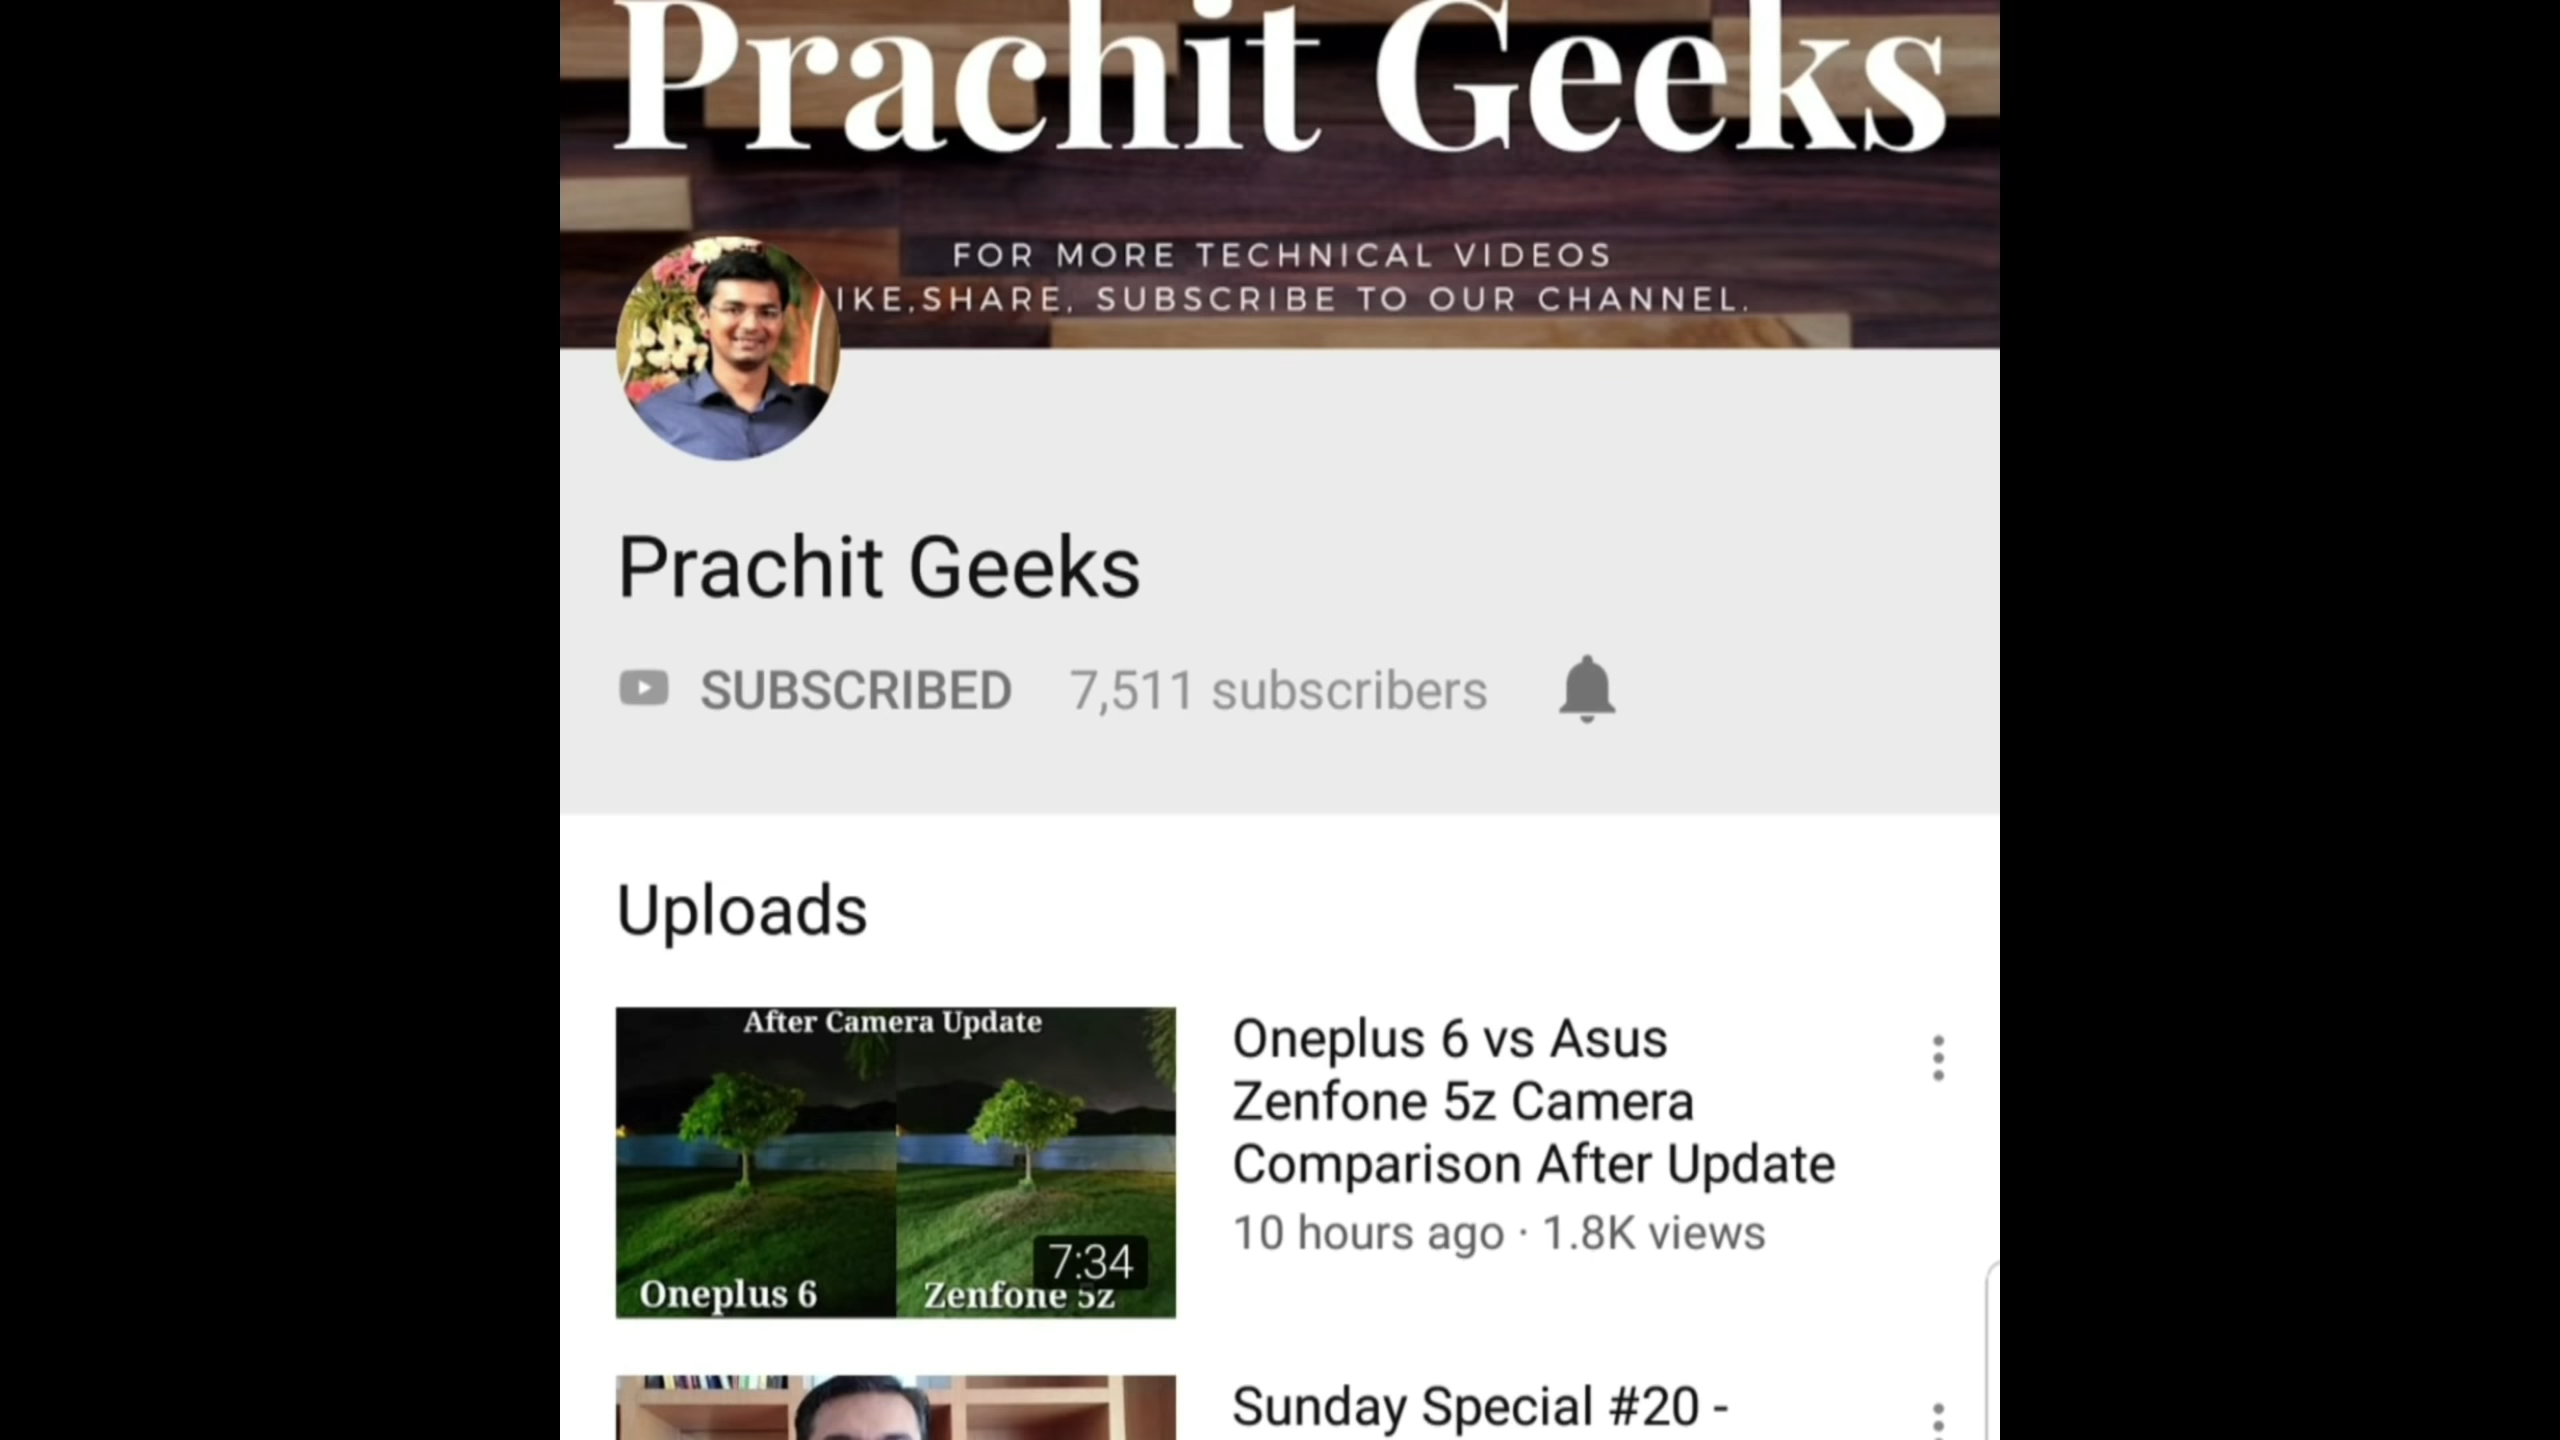 Prachit Geeks
FOR MORE TECHNICAL VIDEOS
IKE,SHARE, SUBSCRIBE TO OUR CHANNEL.
Prachit Geeks
SUBSCRIBED 7,511 subscribers
Uploads
After Camera Update
Oneplus 6
Zenfone 5z
7:34
Oneplus 6 vs Asus
Zenfone 5z Camera
Comparison After Update
10 hours ago · 1.8K views
Sunday Special #20 -